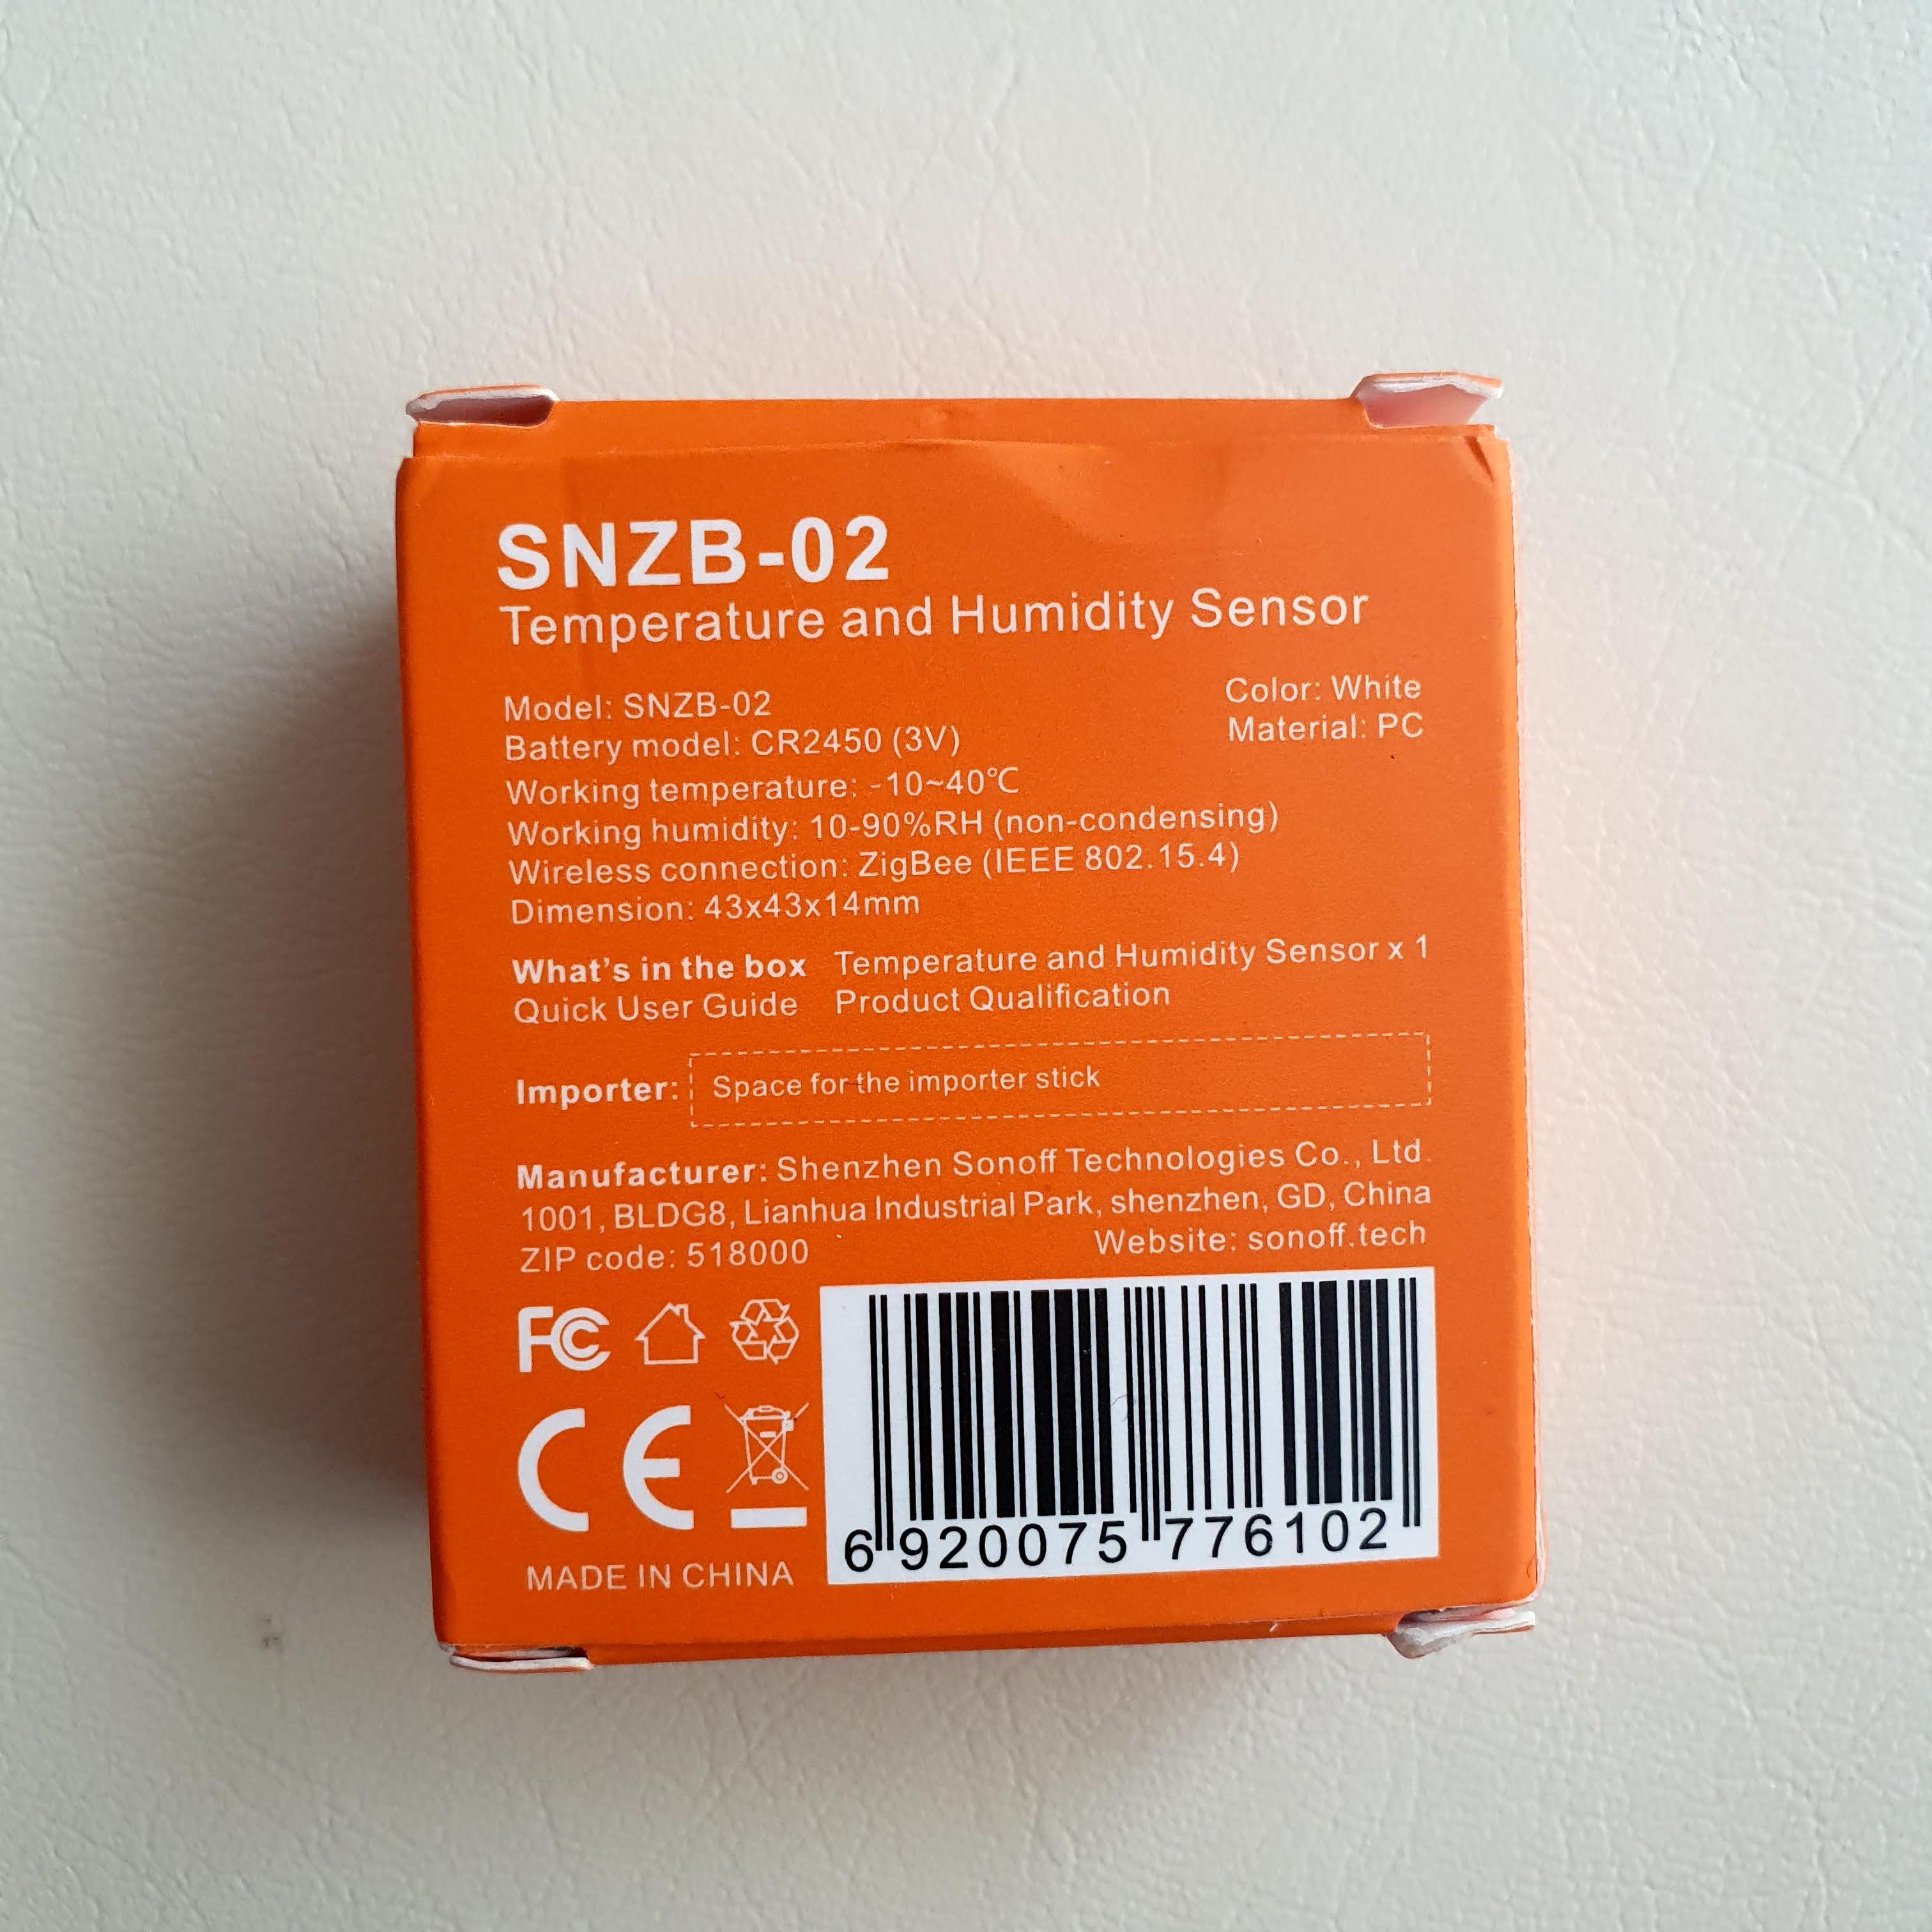 SNZB-02
Temperature and Humidity Sensor
Model: SNZB-02
Color: White
Battery model: CR2450 (3V)
Material: PC
Working temperature: -10~40℃
Working humidity: 10-90%RH (non-condensing)
Wireless connection: ZigBee (IEEE 802.15.4)
Dimension: 43x43x14mm
What's in the box Temperature and Humidity Sensor x 1
Quick User Guide Product Qualification
Importer: Space for the importer stick
Manufacturer: Shenzhen Sonoff Technologies Co., Ltd.
1001, BLDG8, Lianhua Industrial Park, shenzhen, GD, China
ZIP code: 518000 Website: sonoff.tech
FC
CE
MADE IN CHINA
6 920075 776102